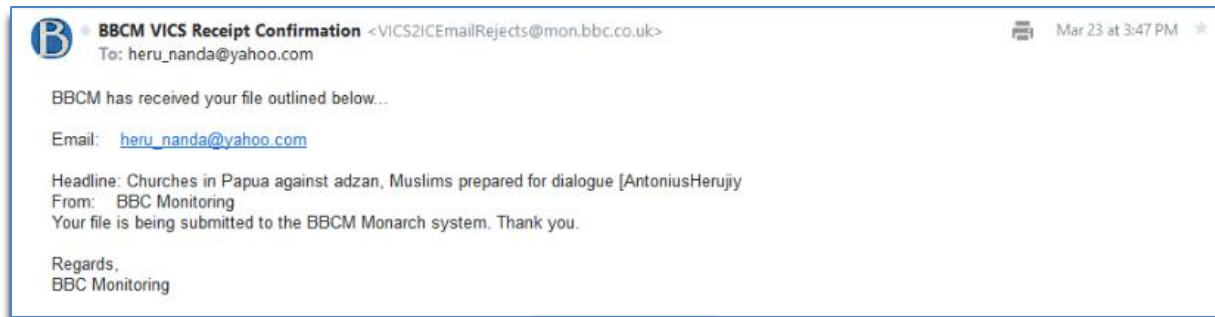 B
BBCM VICS Receipt Confirmation <VICS2ICEmailRejects@mon.bbc.co.uk> Mar 23 at 3:47 PM
To: heru_nanda@yahoo.com
BBCM has received your file outlined below...
Email: heru_nanda@yahoo.com
Headline: Churches in Papua against adzan, Muslims prepared for dialogue [AntoniusHerujiy
From: BBC Monitoring
Your file is being submitted to the BBCM Monarch system. Thank you.
Regards,
BBC Monitoring